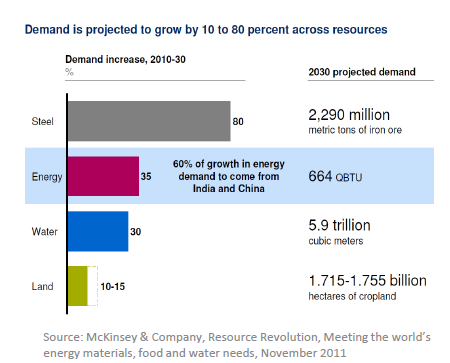 Demand is projected to grow by 10 to 80 percent across resources
Demand increase, 2010-30
%
2030 projected demand
Steel
80
2,290 million
metric tons of iron ore
Energy
35
60% of growth in energy
demand to come from
India and China
664 QBTU
Water
30
5.9 trillion
cubic meters
Land
10-15
1.715-1.755 billion
hectares of cropland
Source: McKinsey & Company, Resource Revolution, Meeting the world's
energy materials, food and water needs, November 2011